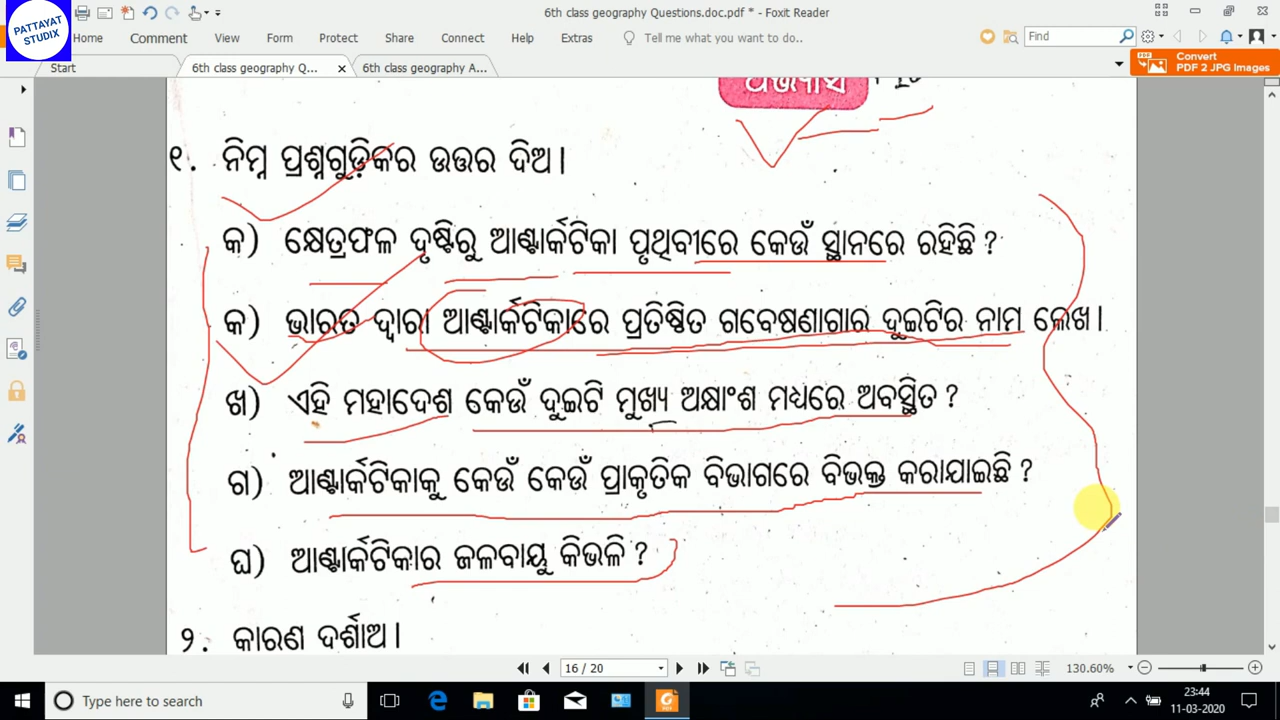 PATTAYAT
STUDIX
6th class geography Questions.doc.pdf * - Foxit Reader
Home Comment View Form Protect Share Connect Help Extras Tell me what you want to do.. Find
Convert
PDF 2 JPG Images
Start 6th class geography Q... 6th class geography A...
ଅଭ୍ୟାସ
୧. ନିମ୍ନ ପ୍ରଶ୍ନଗୁଡ଼ିକର ଉତ୍ତର ଦିଅ।
କ) କ୍ଷେତ୍ରଫଳ ଦୃଷ୍ଟିରୁ ଆଣ୍ଟାର୍କଟିକା ପୃଥିବୀରେ କେଉଁ ସ୍ଥାନରେ ରହିଛି ?
କ) ଭାରତ ଦ୍ୱାରା ଆଣ୍ଟାର୍କଟିକାରେ ପ୍ରତିଷ୍ଠିତ ଗବେଷଣାଗାର ଦୁଇଟିର ନାମ ଲେଖ।
ଖ) ଏହି ମହାଦେଶ କେଉଁ ଦୁଇଟି ମୁଖ୍ୟ ଅକ୍ଷାଂଶ ମଧ୍ୟରେ ଅବସ୍ଥିତ ?
ଗ) ଆଣ୍ଟାର୍କଟିକାକୁ କେଉଁ କେଉଁ ପ୍ରାକୃତିକ ବିଭାଗରେ ବିଭକ୍ତ କରାଯାଇଛି ?
ଘ) ଆଣ୍ଟାର୍କଟିକାର ଜଳବାୟୁ କିଭଳି ?
୨. କାରଣ ଦର୍ଶାଅ।
16 / 20 130.60%
Type here to search
23:44
11-03-2020